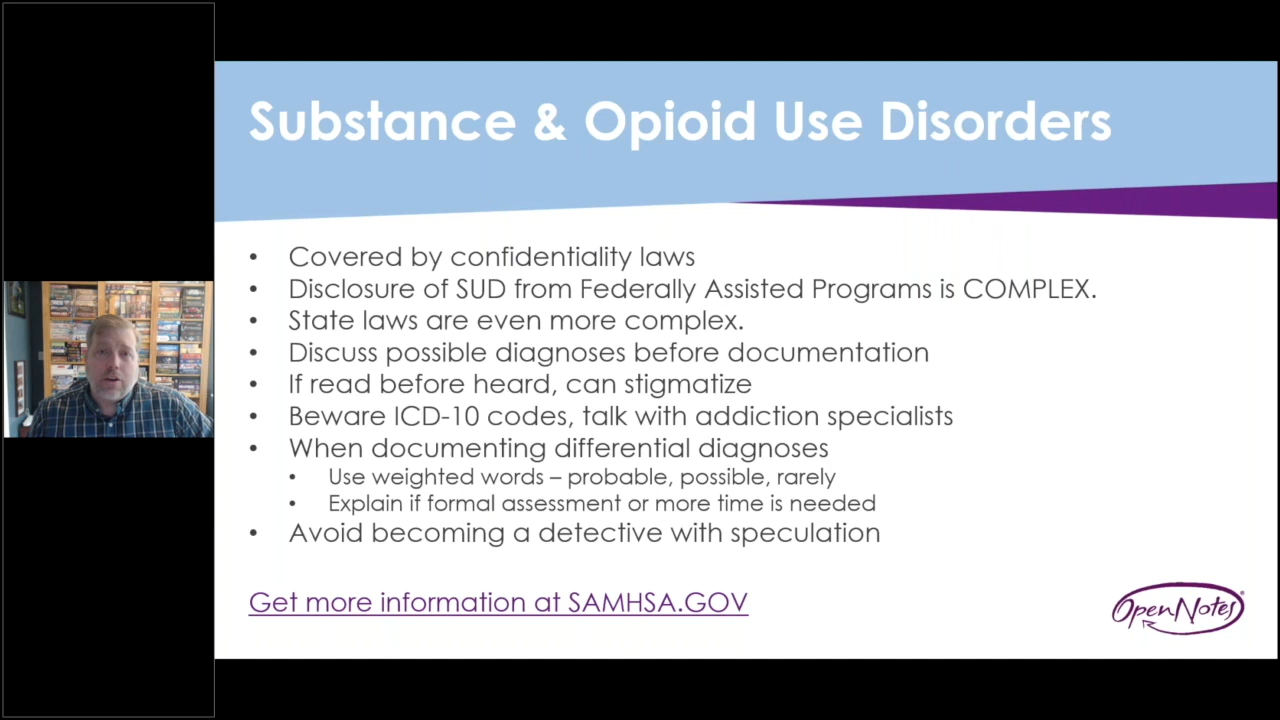 Substance & Opioid Use Disorders
• Covered by confidentiality laws
• Disclosure of SUD from Federally Assisted Programs is COMPLEX.
• State laws are even more complex.
• Discuss possible diagnoses before documentation
• If read before heard, can stigmatize
• Beware ICD-10 codes, talk with addiction specialists
• When documenting differential diagnoses
• Use weighted words – probable, possible, rarely
• Explain if formal assessment or more time is needed
• Avoid becoming a detective with speculation
Get more information at SAMHSA.GOV
OpenNotes